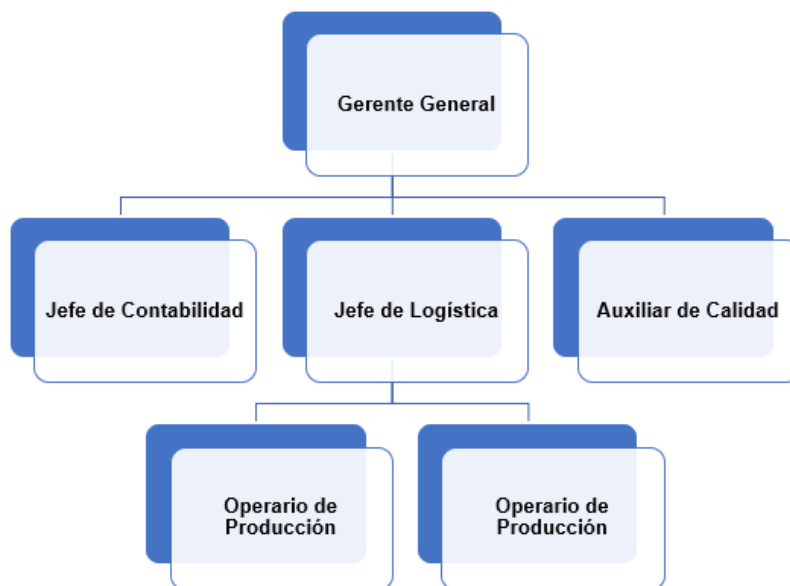 Gerente General
Jefe de Contabilidad
Jefe de Logística
Auxiliar de Calidad
Operario de
Producción
Operario de
Producción